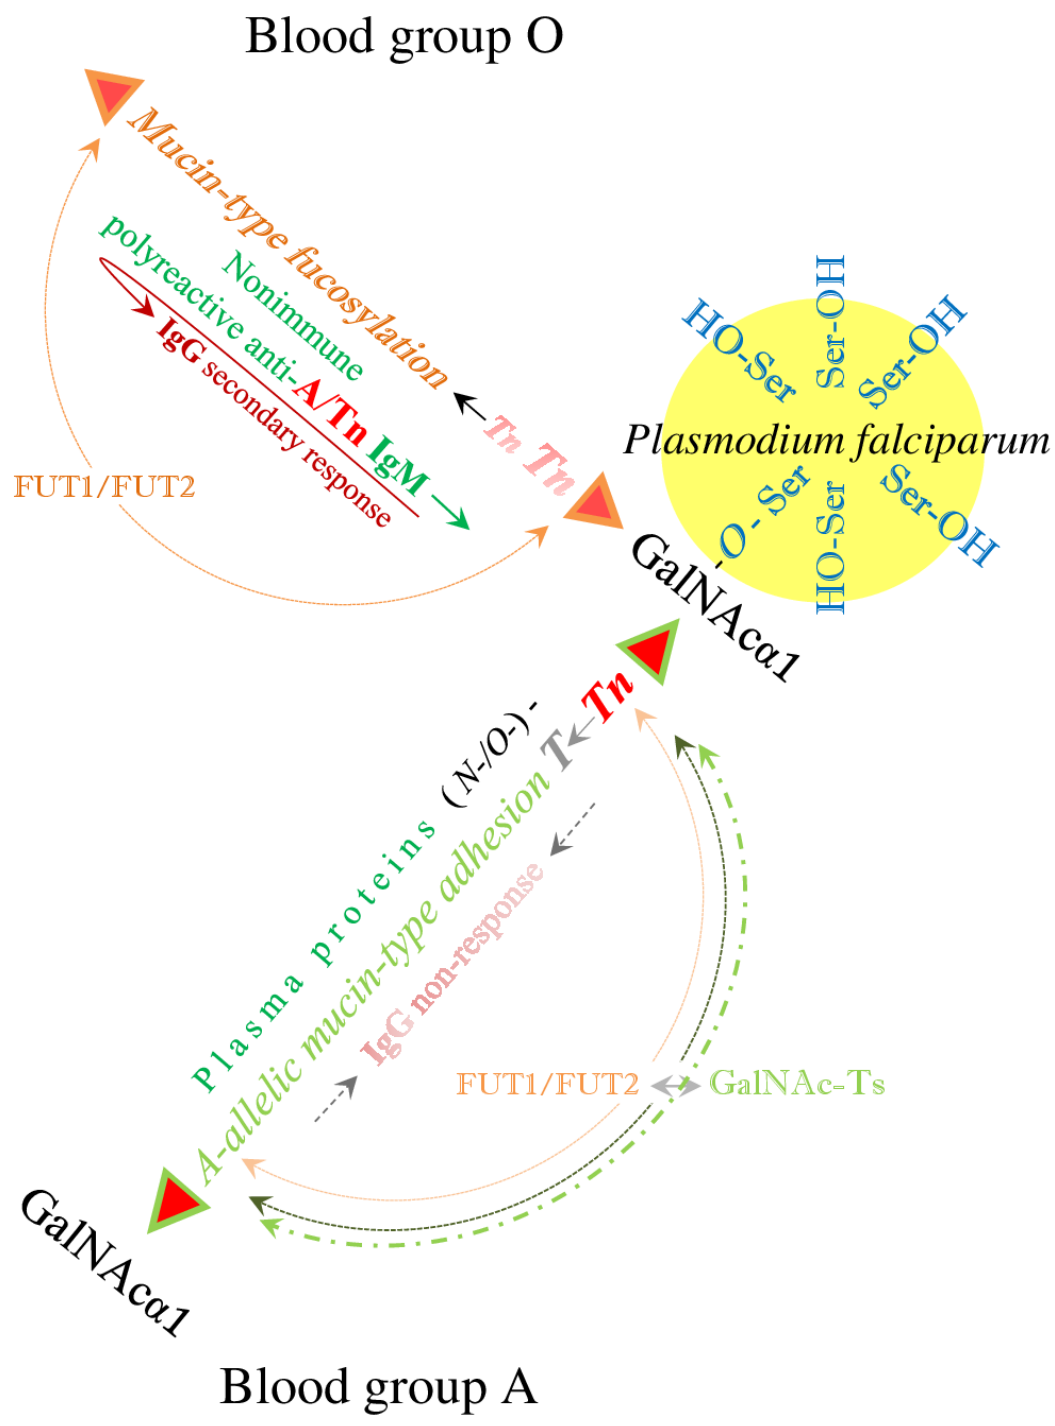 Blood group O
Mucin-type fucosylation
Nonimmune
polyreactive anti-A/Tn IgM
IgG secondary response
Tn Tn
FUT1/FUT2
HO-Ser
Ser-OH
Ser-OH
Plasmodium falciparum
-O- Ser
HO-Ser
Ser-OH
GalNAcα1
Tn
T
Plasma proteins (N-/O-)-
A-allelic mucin-type adhesion
IgG non-response
FUT1/FUT2
GalNAc-Ts
GalNAcα1
Blood group A